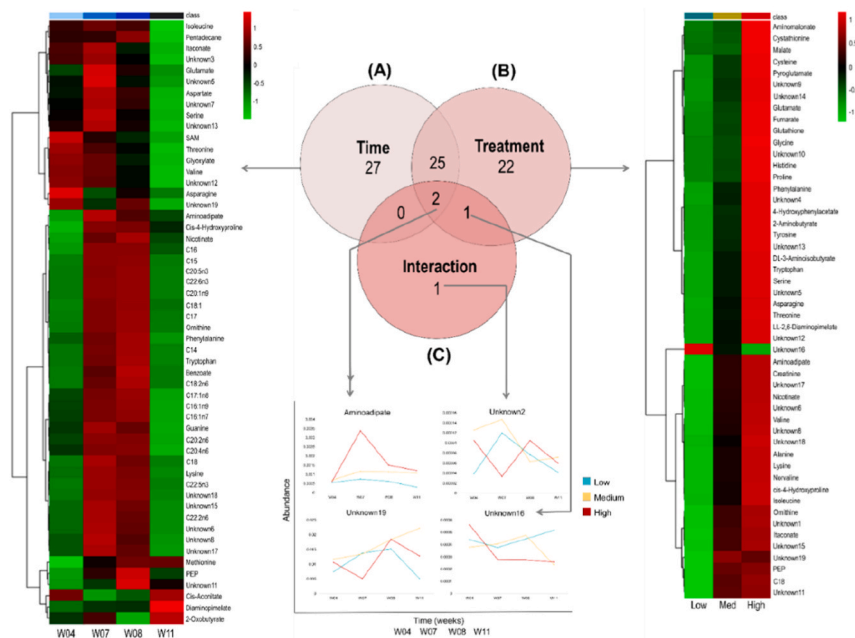 class
Isoleucine
Pentadecane
Itaconate
Unknown3
Glutamate
Unknown5
Aspartate
Unknown7
Serine
Unknown13
SAM
Threonine
Glyoxylate
Valine
Unknown12
Asparagine
Unknown19
Aminoadipate
Cis-4-Hydroxyproline
Nicotinate
C16
C15
C20:5n3
C22:6n3
C20:1n9
C18:1
C17
Ornithine
Phenylalanine
C14
Tryptophan
Benzoate
C18:2n6
C17:1n8
C16:1n9
C16:1n7
Guanine
C20:2n6
C20:4n6
C18
Lysine
C22:5n3
Unknown18
Unknown15
C22:2n6
Unknown6
Unknown8
Unknown17
Methionine
PEP
Unknown11
Cis-Aconitate
Diaminopimelate
2-Oxobutyrate
W04 W07 W08 W11
1
0.5
0
-0.5
-1
(A)
(B)
Time
27
25
Treatment
22
0
2
1
Interaction
1
(C)
Aminoadipate
Unknown2
Unknown19
Unknown16
Abundance
Low
Medium
High
Time (weeks)
W04 W07 W08 W11
class
Aminomalonate
Cystathionine
Malate
Cysteine
Pyroglutamate
Unknown9
Unknown14
Glutamate
Fumarate
Glutathione
Glycine
Unknown10
Histidine
Proline
Phenylalanine
Unknown4
4-Hydroxyphenylacetate
2-Aminobutyrate
Tyrosine
Unknown13
DL-3-Aminoisobutyrate
Tryptophan
Serine
Unknown5
Asparagine
Threonine
LL-2,6-Diaminopimelate
Unknown12
Unknown16
Aminoadipate
Creatinine
Unknown17
Nicotinate
Unknown6
Valine
Unknown8
Unknown18
Alanine
Lysine
Norvaline
cis-4-Hydroxyproline
Isoleucine
Ornithine
Unknown1
Itaconate
Unknown15
Unknown19
PEP
C18
Unknown11
Low Med High
1
0.5
0
-0.5
-1